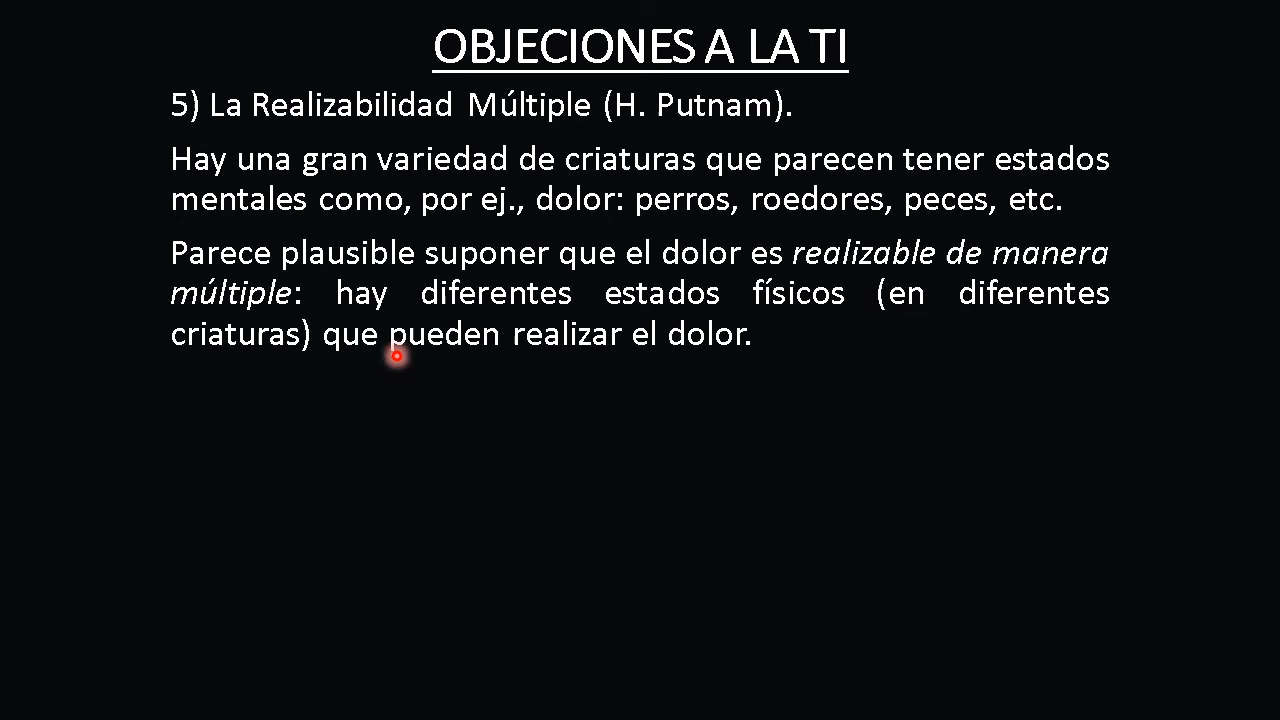 OBJECIONES A LA TI
5) La Realizabilidad Múltiple (H. Putnam).
Hay una gran variedad de criaturas que parecen tener estados
mentales como, por ej., dolor: perros, roedores, peces, etc.
Parece plausible suponer que el dolor es realizable de manera
múltiple: hay diferentes estados físicos (en diferentes
criaturas) que pueden realizar el dolor.